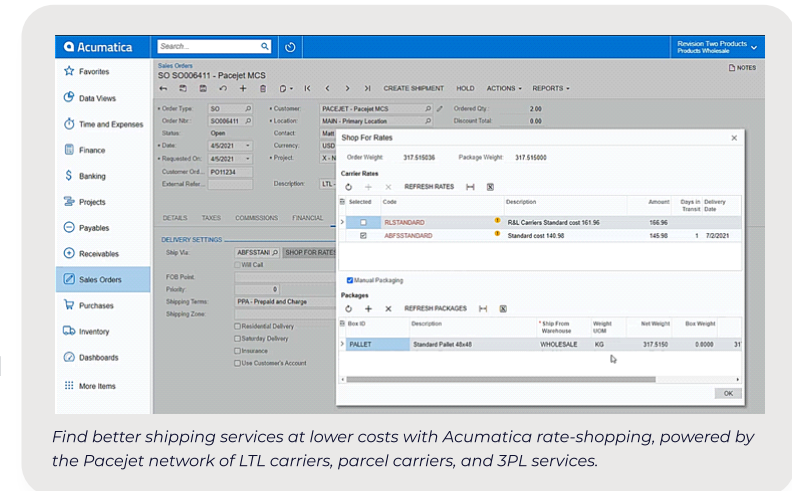 Acumatica
Search...
Revision Two Products
Products Wholesale
Favorites
Data Views
Time and Expenses
Finance
Banking
Projects
Payables
Receivables
Sales Orders
Purchases
Inventory
Dashboards
More Items
Sales Orders
SO SO006411 - Pacejet MCS
NOTES
CREATE SHIPMENT HOLD ACTIONS REPORTS
Order Type: SO * Customer: PACEJET - Pacejet MCS Ordered Qty.: 2.00
Order Nbr.: SO006411 * Location: MAIN - Primary Location Discount Total: 0.00
Status: Open Contact: Matt
* Date: 4/5/2021 Currency: USD
* Requested On: 4/5/2021 * Project: X - N
Customer Ord... PO11234
External Refer... Description: LTL -
DETAILS TAXES COMMISSIONS FINANCIAL
DELIVERY SETTINGS
Ship Via: ABFSSTAN SHOP FOR RATES
Will Call
FOB Point:
Priority: 0
Shipping Terms: PPA - Prepaid and Charge
Shipping Zone:
Residential Delivery
Saturday Delivery
Insurance
Use Customer's Account
Shop For Rates
Order Weight: 317.515036 Package Weight: 317.515000
Carrier Rates
REFRESH RATES
Selected Code Description Amount Days in Transit Delivery Date
RLSTANDARD R&L Carriers Standard cost 161.96 166.96
ABFSSTANDARD Standard cost 140.98 145.98 1 7/2/2021
Manual Packaging
Packages
REFRESH PACKAGES
Box ID Description * Ship From Warehouse Weight UOM Net Weight Box Weight
PALLET Standard Pallet 48x48 WHOLESALE KG 317.5150 0.8000 31
OK
Find better shipping services at lower costs with Acumatica rate-shopping, powered by
the Pacejet network of LTL carriers, parcel carriers, and 3PL services.